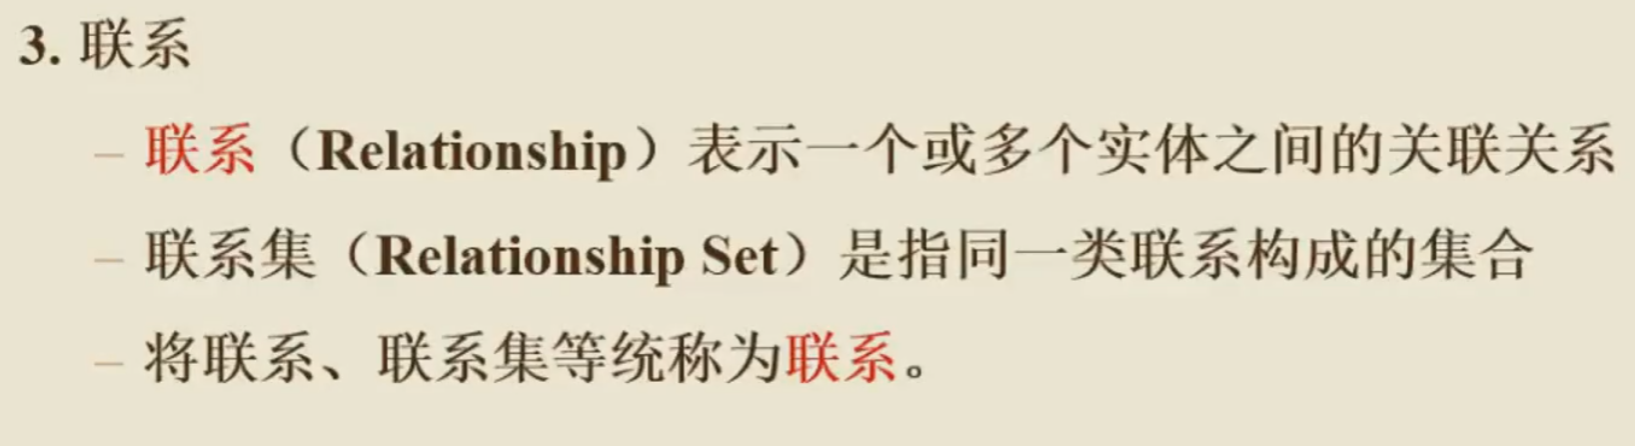 3. 联系
– 联系（Relationship）表示一个或多个实体之间的关联关系
– 联系集（Relationship Set）是指同一类联系构成的集合
– 将联系、联系集等统称为联系。